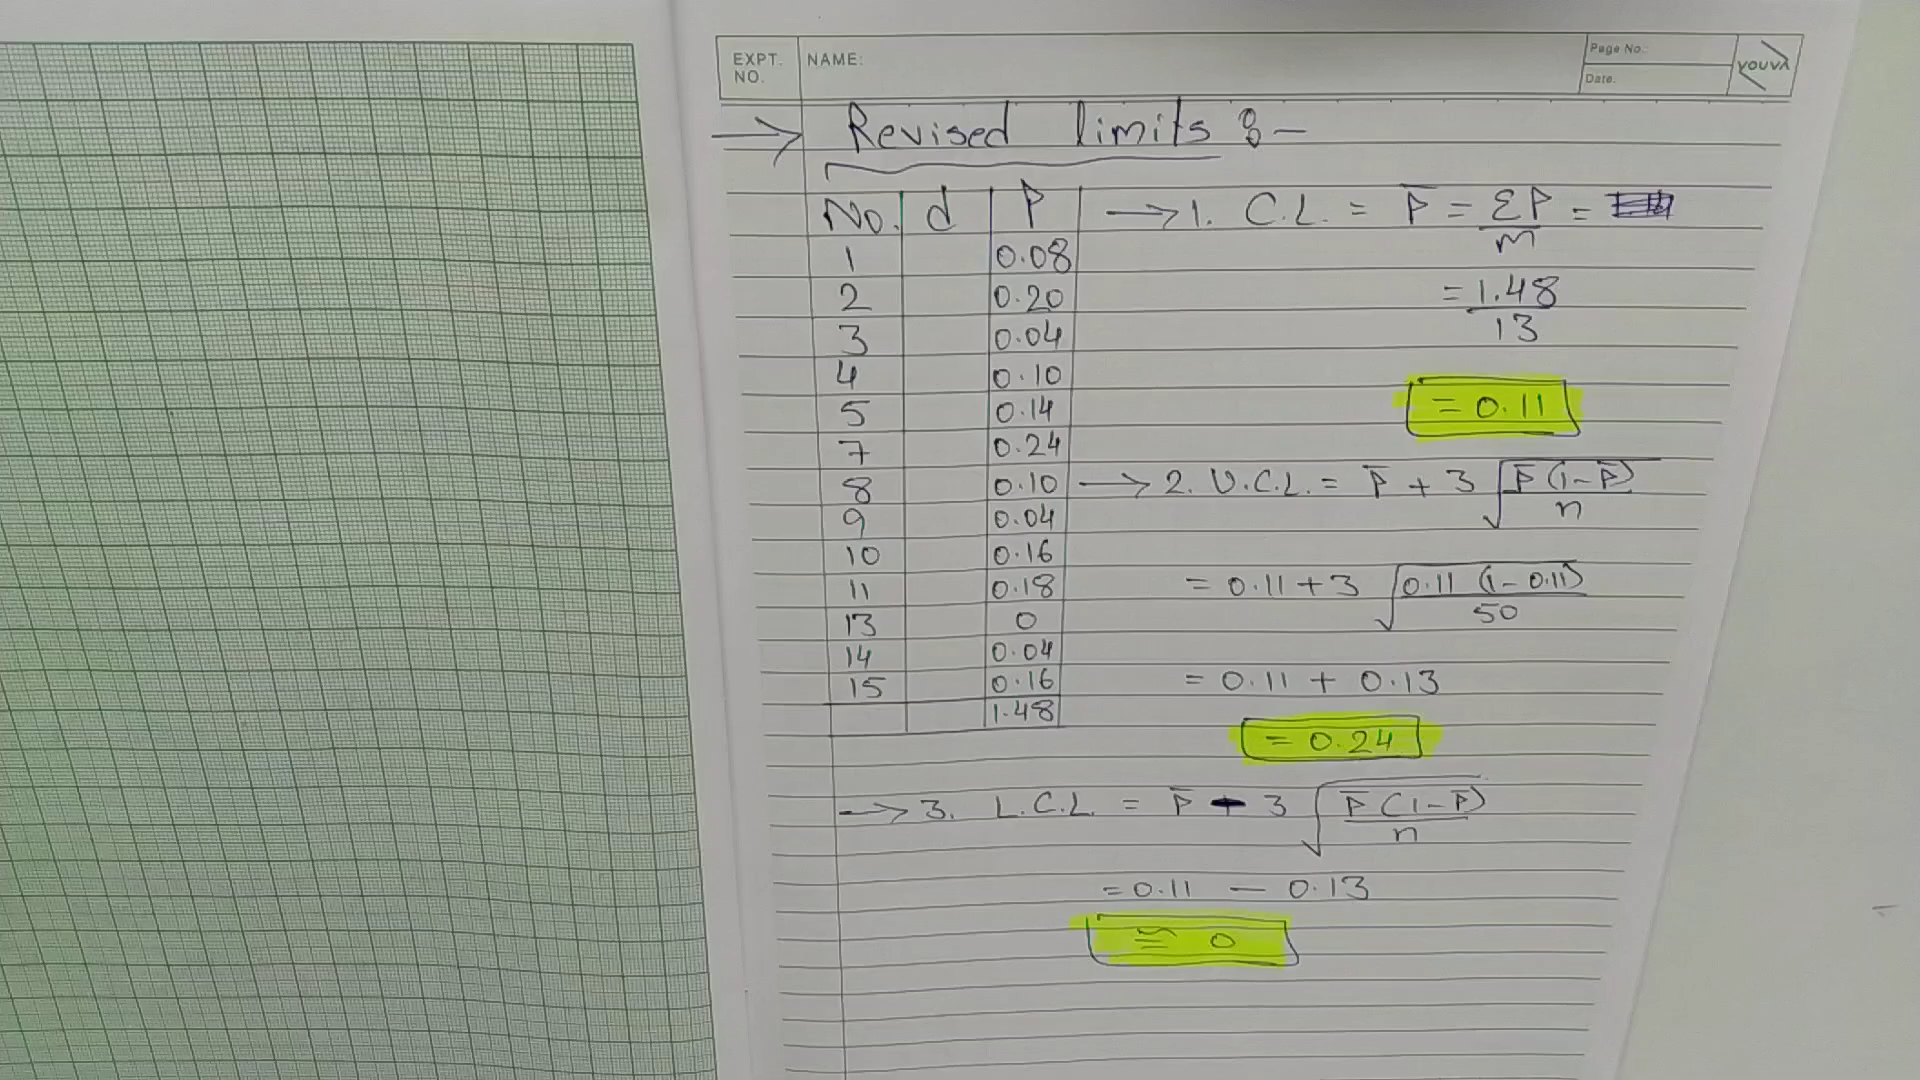 EXPT. NO. NAME: Page No.: Date. YOUVA
→ Revised limits :-
No. d P
1 0.08
2 0.20
3 0.04
4 0.10
5 0.14
7 0.24
8 0.10
9 0.04
10 0.16
11 0.18
13 0
14 0.04
15 0.16
1.48
→ 1. C.L. = P̅ = ΣP/m =
= 1.48/13
= 0.11
→ 2. U.C.L. = P̅ + 3 √(P̅ (1-P̅)/n)
= 0.11 + 3 √(0.11 (1-0.11)/50)
= 0.11 + 0.13
= 0.24
→ 3. L.C.L. = P̅ - 3 √(P̅ (1-P̅)/n)
= 0.11 - 0.13
≅ 0